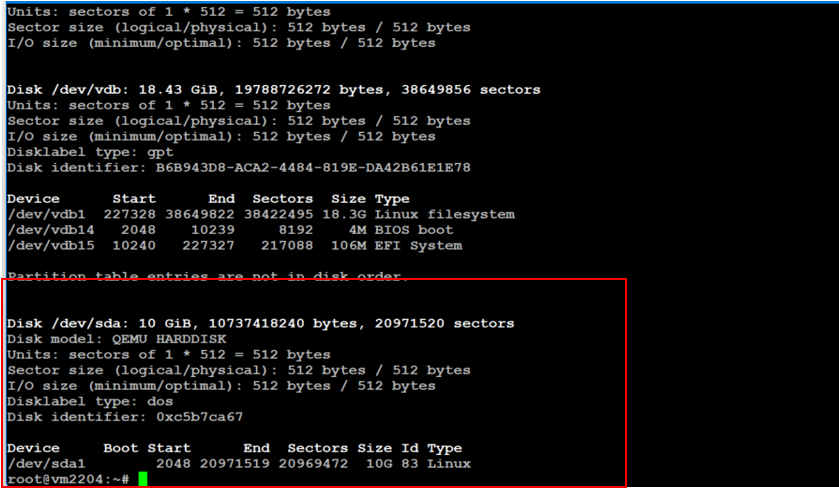 Units: sectors of 1 * 512 = 512 bytes
Sector size (logical/physical): 512 bytes / 512 bytes
I/O size (minimum/optimal): 512 bytes / 512 bytes
Disk /dev/vdb: 18.43 GiB, 19788726272 bytes, 38649856 sectors
Units: sectors of 1 * 512 = 512 bytes
Sector size (logical/physical): 512 bytes / 512 bytes
I/O size (minimum/optimal): 512 bytes / 512 bytes
Disklabel type: gpt
Disk identifier: B6B943D8-ACA2-4484-819E-DA42B61E1E78
Device Start End Sectors Size Type
/dev/vdb1 227328 38649822 38422495 18.3G Linux filesystem
/dev/vdb14 2048 10239 8192 4M BIOS boot
/dev/vdb15 10240 227327 217088 106M EFI System
Partition table entries are not in disk order.
Disk /dev/sda: 10 GiB, 10737418240 bytes, 20971520 sectors
Disk model: QEMU HARDDISK
Units: sectors of 1 * 512 = 512 bytes
Sector size (logical/physical): 512 bytes / 512 bytes
I/O size (minimum/optimal): 512 bytes / 512 bytes
Disklabel type: dos
Disk identifier: 0xc5b7ca67
Device Boot Start End Sectors Size Id Type
/dev/sda1 2048 20971519 20969472 10G 83 Linux
root@vm2204:~#